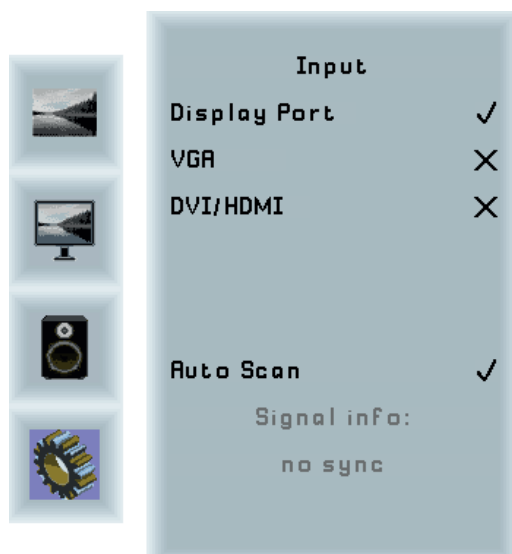 Input
Display Port ✓
VGA ✕
DVI/HDMI ✕
Auto Scan ✓
Signal info:
no sync